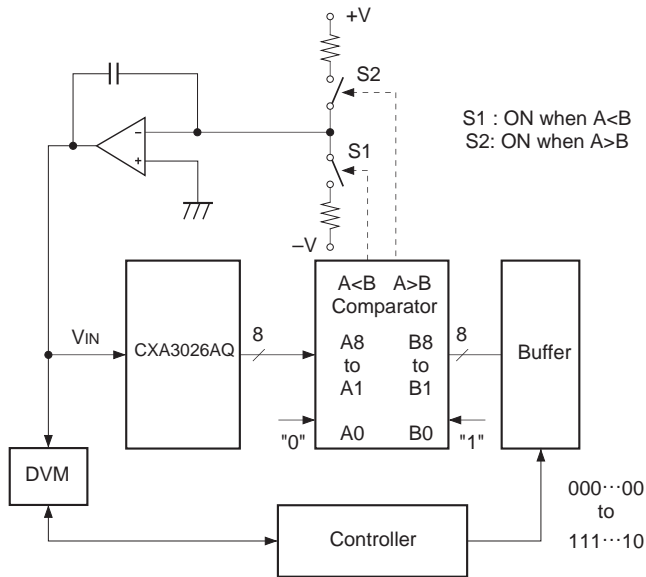 +V
S2
S1 : ON when A<B
S2: ON when A>B
S1
−
+
–V
A<B A>B
Comparator
VIN
CXA3026AQ
8
A8
to
A1
B8
to
B1
8
Buffer
"0"
A0
B0
"1"
DVM
Controller
000···00
to
111···10